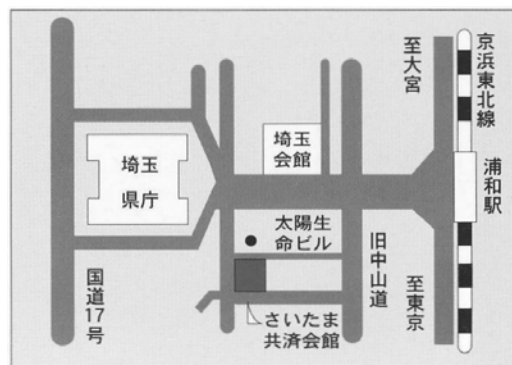 至大宮
京浜東北線
浦和駅
埼玉
会館
埼玉
県庁
太陽生
命ビル
旧中山道
至東京
国道17号
さいたま
共済会館